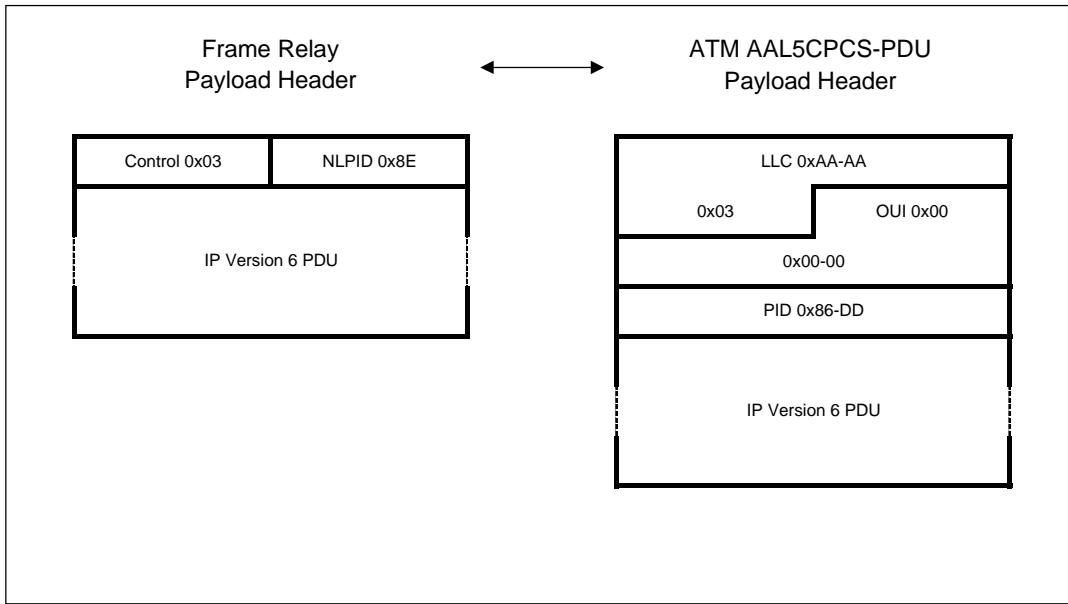 Frame Relay
Payload Header
ATM AAL5CPCS-PDU
Payload Header
Control 0x03
NLPID 0x8E
IP Version 6 PDU
LLC 0xAA-AA
0x03
OUI 0x00
0x00-00
PID 0x86-DD
IP Version 6 PDU